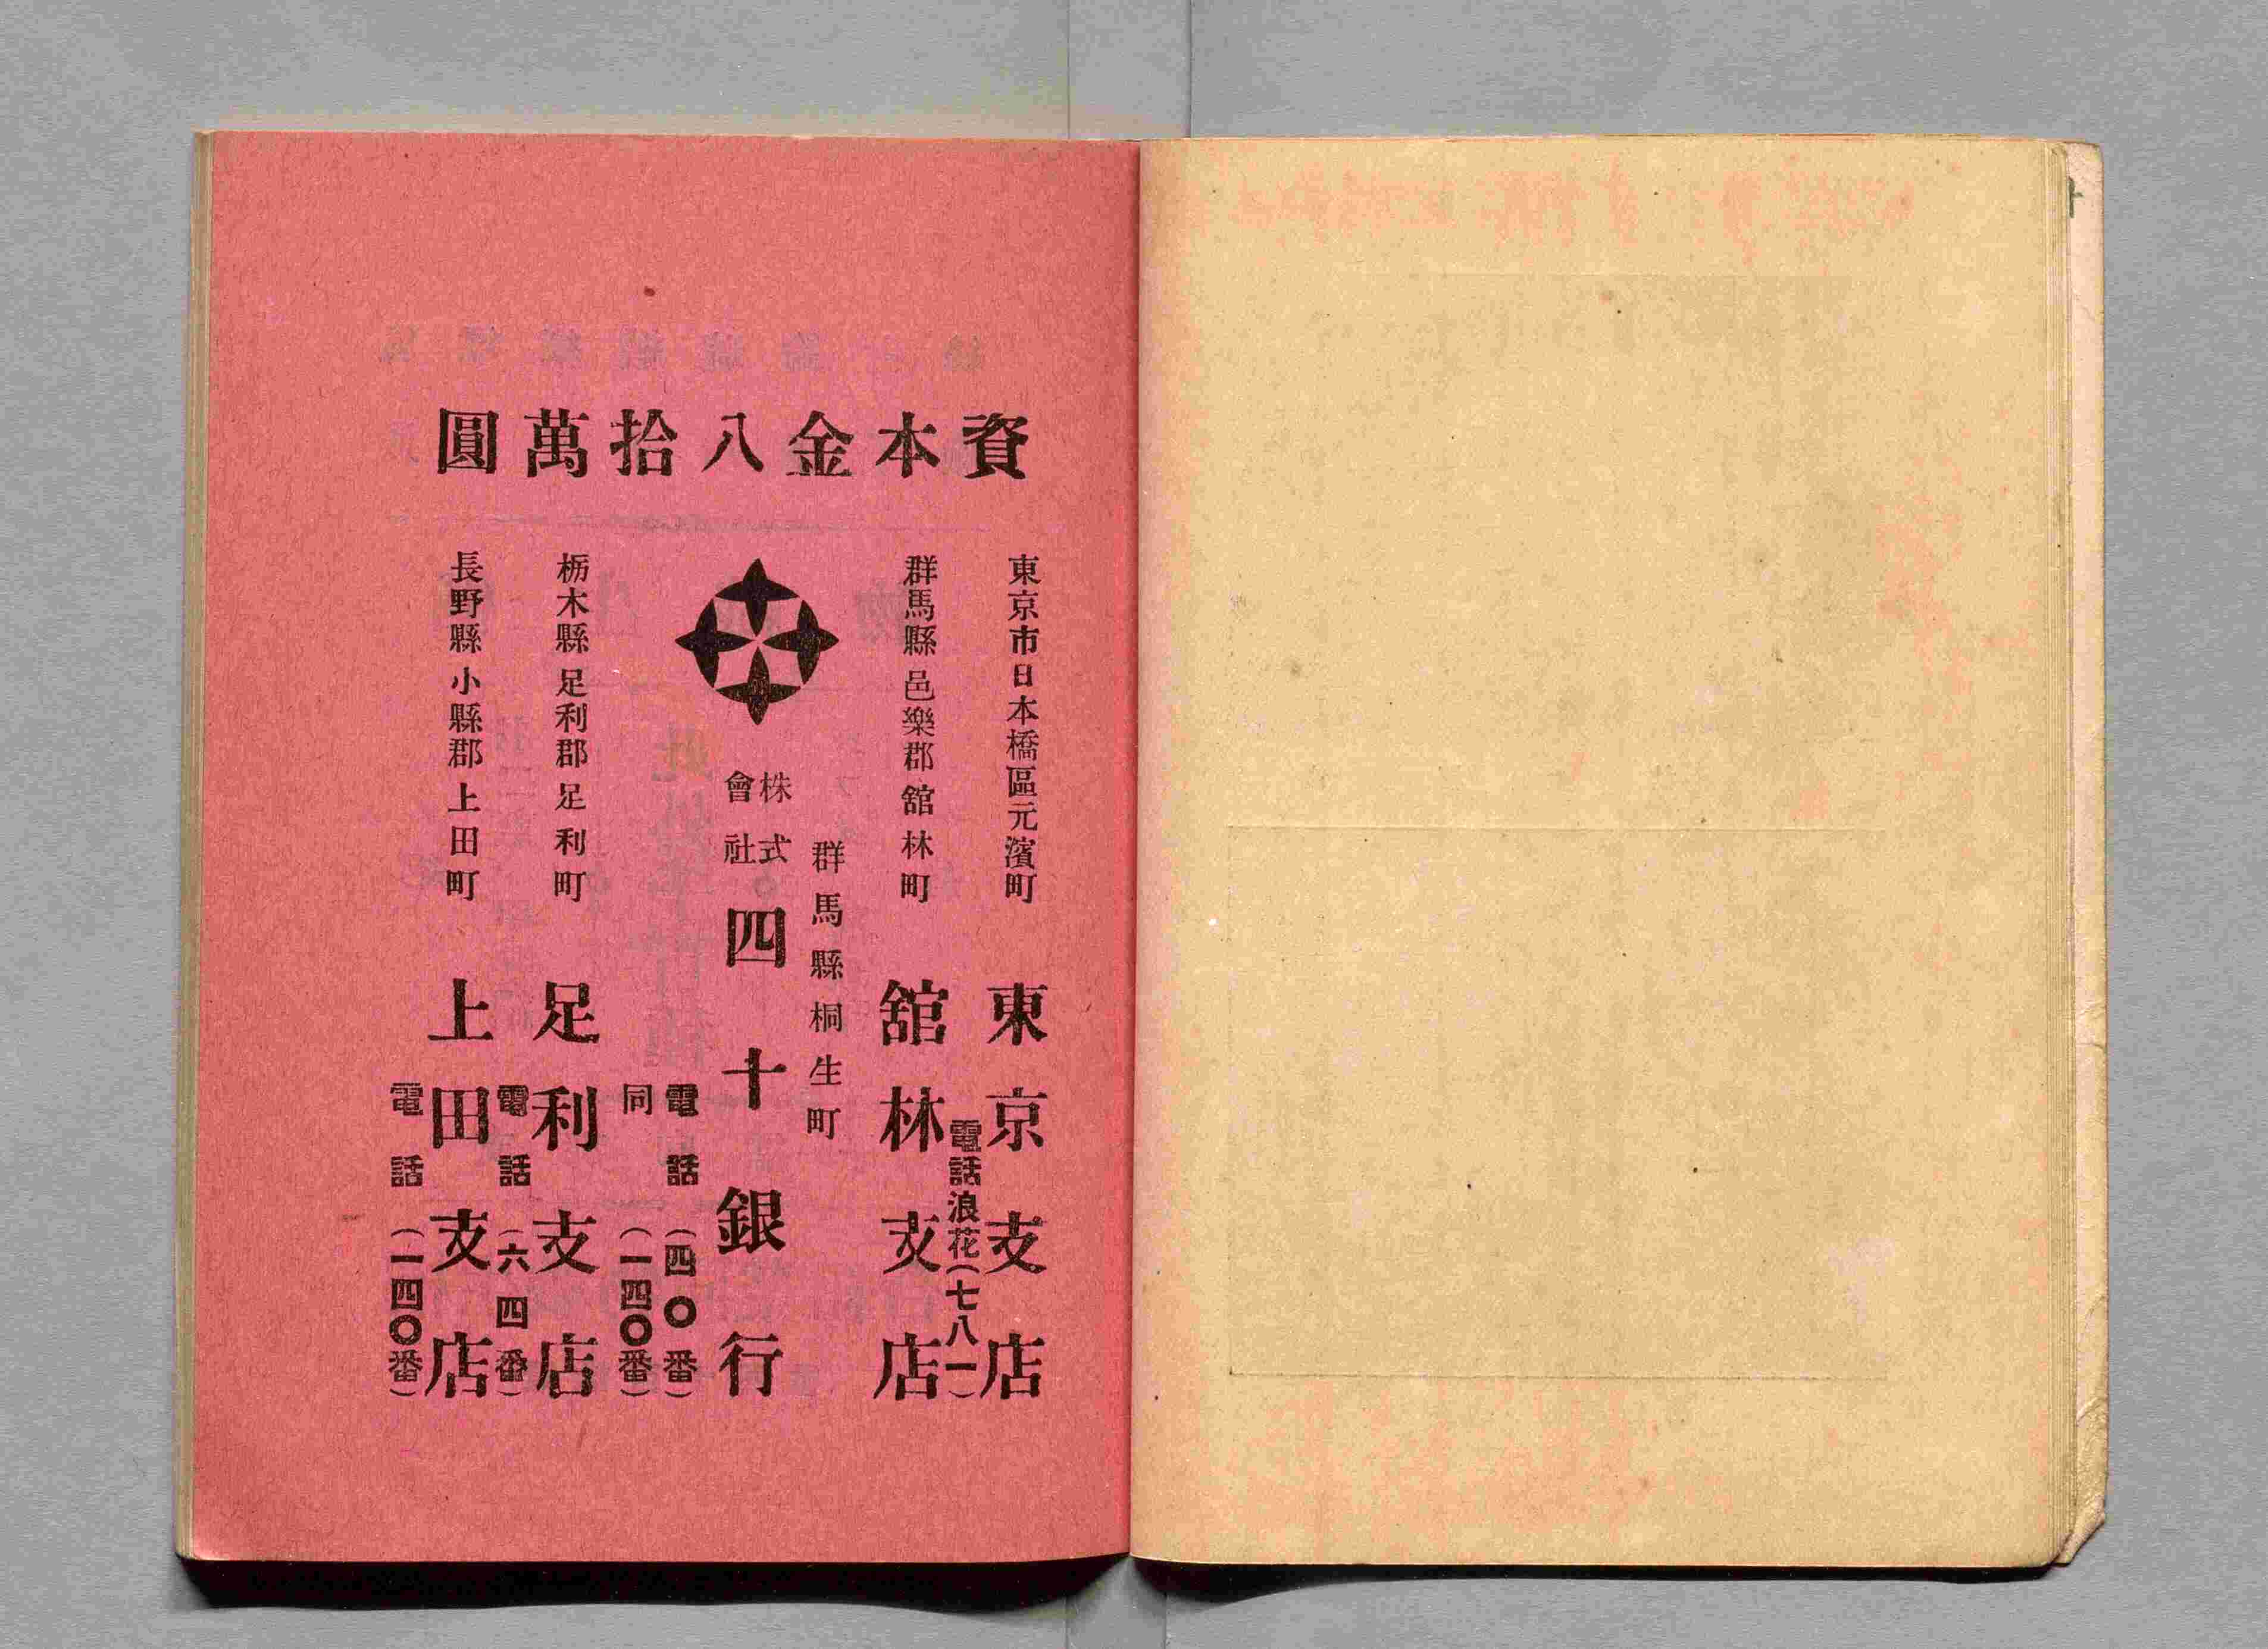 資本金八拾萬圓
東京市日本橋區元濱町
東京支店
電話浪花(七八一)
群馬縣邑樂郡舘林町
舘林支店
群馬縣桐生町
株式會社
四十銀行
電話(四〇番)
同(一四〇番)
栃木縣足利郡足利町
足利支店
電話(六四番)
長野縣小縣郡上田町
上田支店
電話(一四〇番)